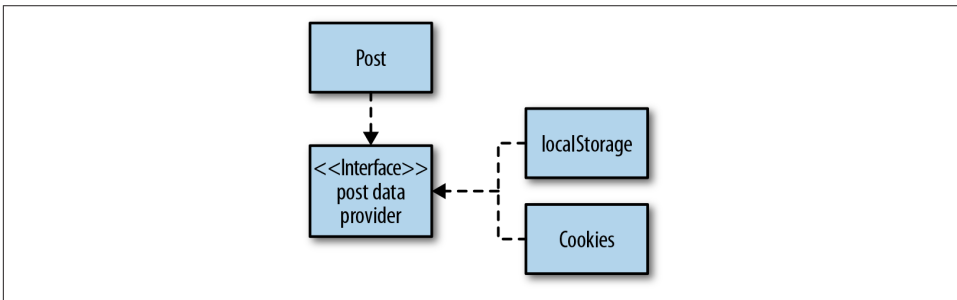 Post
<<Interface>>
post data
provider
localStorage
Cookies